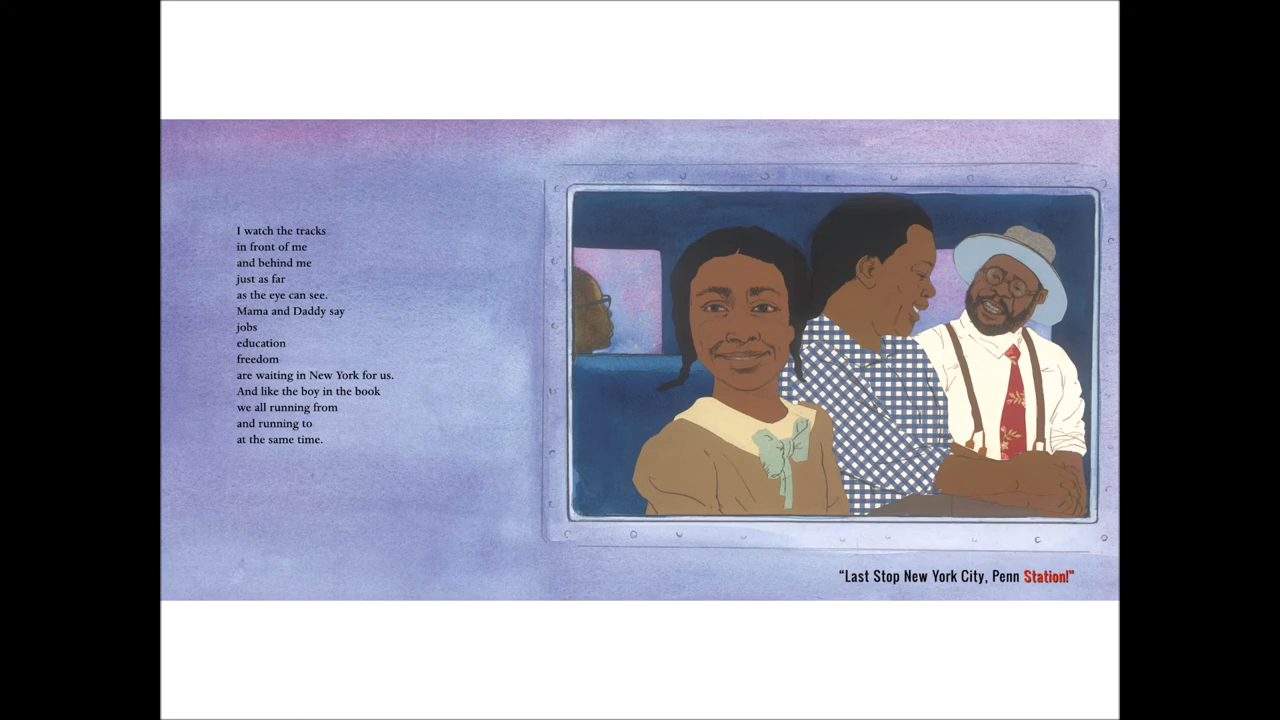 I watch the tracks
in front of me
and behind me
just as far
as the eye can see.
Mama and Daddy say
jobs
education
freedom
are waiting in New York for us.
And like the boy in the book
we all running from
and running to
at the same time.
“Last Stop New York City, Penn Station!”